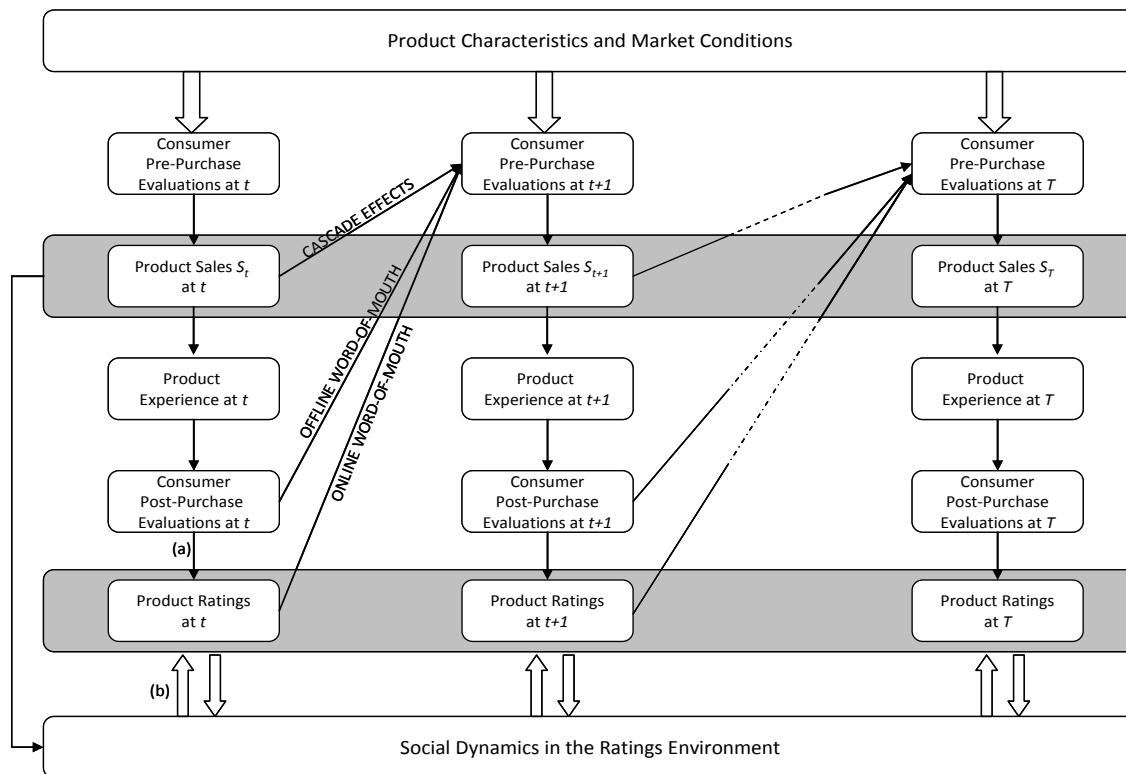 Product Characteristics and Market Conditions
Consumer
Pre-Purchase
Evaluations at t
Consumer
Pre-Purchase
Evaluations at t+1
Consumer
Pre-Purchase
Evaluations at T
CASCADE EFFECTS
Product Sales St
at t
Product Sales St+1
at t+1
Product Sales ST
at T
OFFLINE WORD-OF-MOUTH
ONLINE WORD-OF-MOUTH
Product
Experience at t
Product
Experience at t+1
Product
Experience at T
Consumer
Post-Purchase
Evaluations at t
Consumer
Post-Purchase
Evaluations at t+1
Consumer
Post-Purchase
Evaluations at T
(a)
Product Ratings
at t
Product Ratings
at t+1
Product Ratings
at T
(b)
Social Dynamics in the Ratings Environment